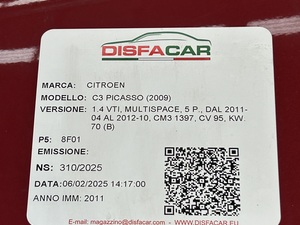 DISFACAR
MARCA: CITROEN
MODELLO: C3 PICASSO (2009)
VERSIONE: 1.4 VTI, MULTISPACE, 5 P., DAL 2011-
04 AL 2012-10, CM3 1397, CV 95, KW.
70 (B)
P5: 8F01
EMISSIONE:
NS: 310/2025
DATA: 06/02/2025 14:17:00
ANNO IMM: 2011
E-mail: magazzino@disfacar.com / www.disfacar.com